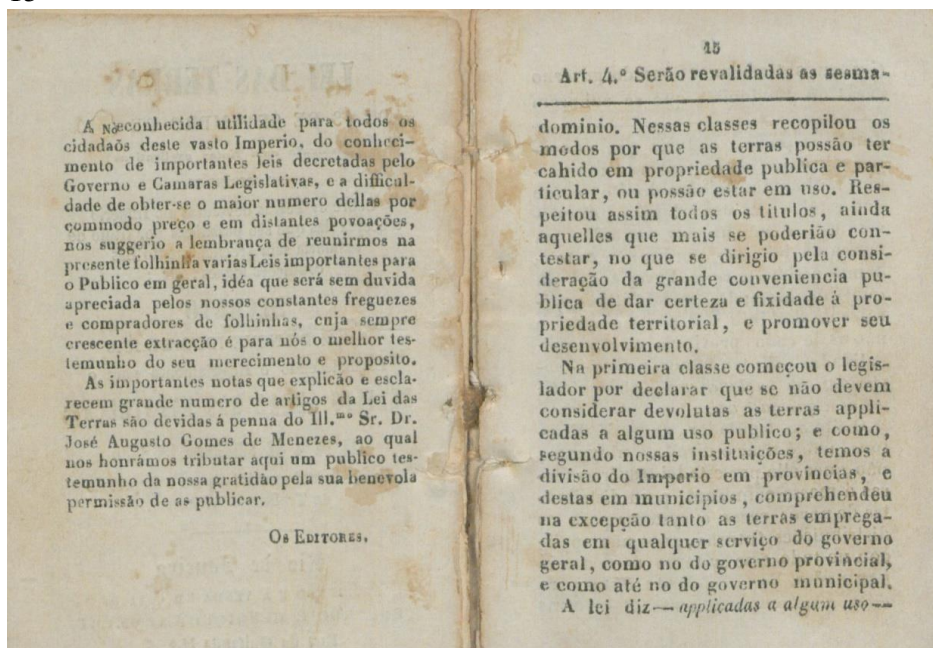 A reconhecida utilidade para todos os
cidadaõs deste vasto Imperio, do conheci-
mento de importantes leis decretadas pelo
Governo e Camaras Legislativas, e a difficul-
dade de obter-se o maior numero dellas por
commodo preço e em distantes povoações,
nos suggerio a lembrança de reunirmos na
presente folhinha varias Leis importantes para
o Publico em geral, idéa que será sem duvida
apreciada pelos nossos constantes freguezes
e compradores de folhinhas, cuja sempre
crescente extracção é para nós o melhor tes-
temunho do seu merecimento e proposito.
As importantes notas que explicão e escla-
recem grande numero de artigos da Lei das
Terras são devidas á penna do Ill.mo Sr. Dr.
José Augusto Gomes de Menezes, ao qual
nos honrámos tributar aqui um publico tes-
temunho da nossa gratidão pela sua benevola
permissão de as publicar.
Os Editores.
15
Art. 4.º Serão revalidadas as sesma-
dominio. Nessas classes recopilou os
modos por que as terras possão ter
cahido em propriedade publica e par-
ticular, ou possão estar em uso. Res-
peitou assim todos os titulos, ainda
aquelles que mais se poderião con-
testar, no que se dirigio pela consi-
deração da grande conveniencia pu-
blica de dar certeza e fixidade á pro-
priedade territorial, e promover seu
desenvolvimento.
Na primeira classe começou o legis-
lador por declarar que se não devem
considerar devolutas as terras appli-
cadas a algum uso publico; e como,
segundo nossas instituições, temos a
divisão do Imperio em provincias, e
destas em municipios, comprehendeu
na excepção tanto as terras emprega-
das em qualquer serviço do governo
geral, como no do governo provincial,
e como até no do governo municipal.
A lei diz — applicadas a algum uso —